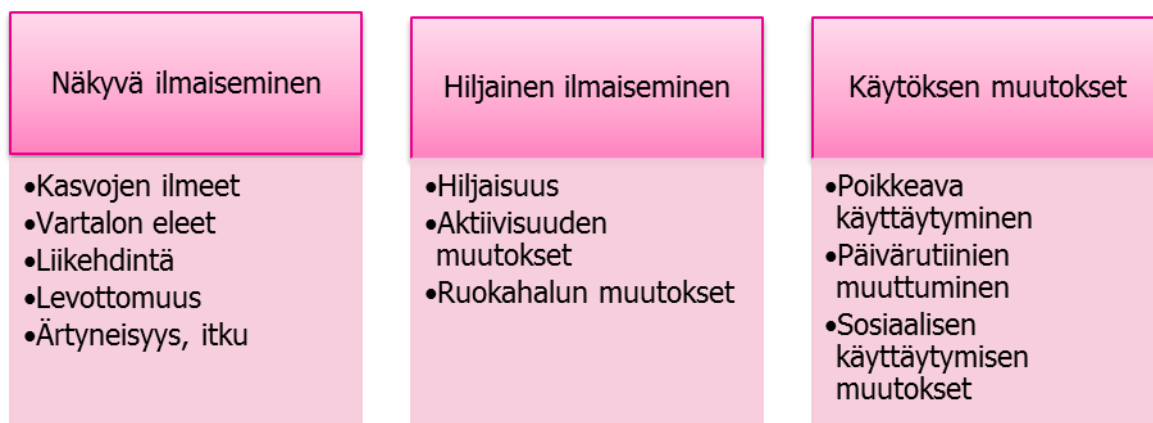 Näkyvä ilmaiseminen
•Kasvojen ilmeet
•Vartalon eleet
•Liikehdintä
•Levottomuus
•Ärtyneisyys, itku
Hiljainen ilmaiseminen
•Hiljaisuus
•Aktiivisuuden
muutokset
•Ruokahalun muutokset
Käytöksen muutokset
•Poikkeava
käyttäytyminen
•Päivärutiinien
muuttuminen
•Sosiaalisen
käyttäytymisen
muutokset